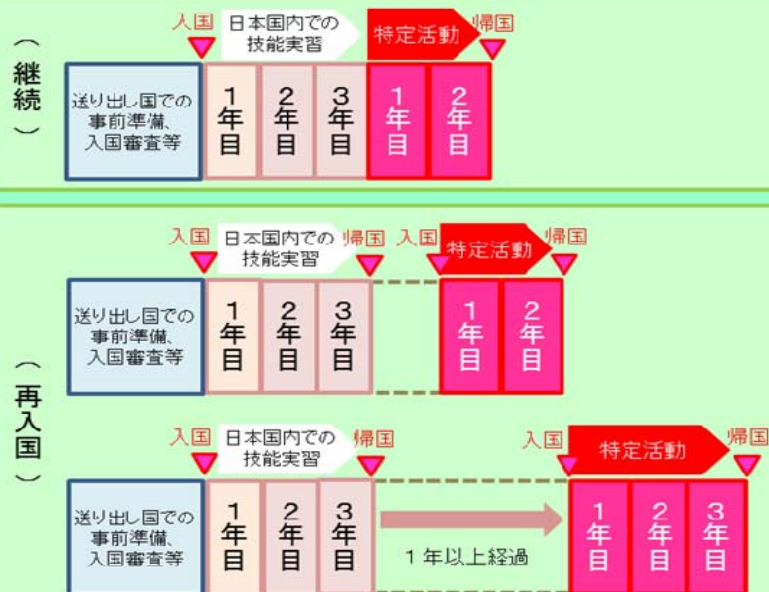 （継続）
入国
日本国内での
技能実習
特定活動
帰国
送り出し国での
事前準備、
入国審査等
1年目
2年目
3年目
1年目
2年目
（再入国）
入国
日本国内での
技能実習
帰国
入国
特定活動
帰国
送り出し国での
事前準備、
入国審査等
1年目
2年目
3年目
1年目
2年目
入国
日本国内での
技能実習
帰国
入国
特定活動
帰国
送り出し国での
事前準備、
入国審査等
1年目
2年目
3年目
1年以上経過
1年目
2年目
3年目